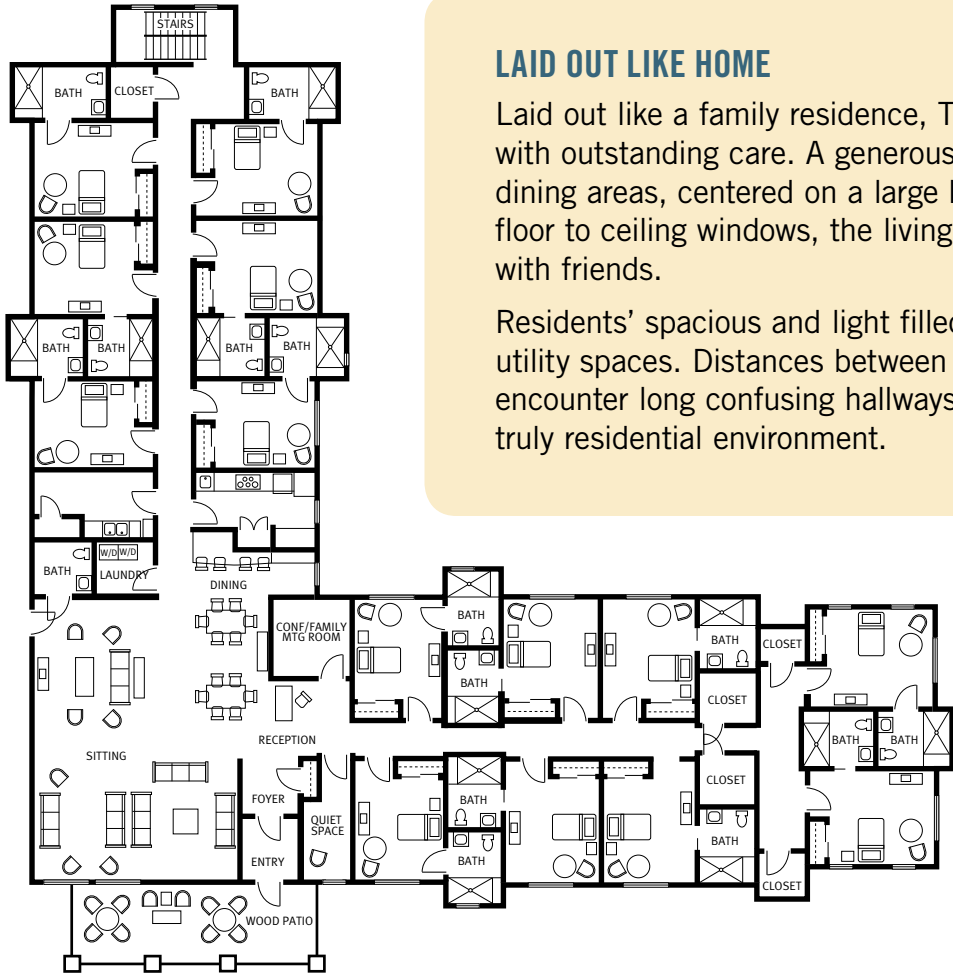 STAIRS
BATH
CLOSET
BATH
LAID OUT LIKE HOME
Laid out like a family residence, T
with outstanding care. A generous
dining areas, centered on a large
floor to ceiling windows, the living
with friends.
Residents’ spacious and light filled
utility spaces. Distances between
encounter long confusing hallways
truly residential environment.
BATH
BATH
BATH
BATH
BATH
W/D W/D
LAUNDRY
DINING
CONF/FAMILY
MTG ROOM
BATH
BATH
BATH
CLOSET
CLOSET
SITTING
RECEPTION
BATH
BATH
FOYER
QUIET
SPACE
ENTRY
BATH
BATH
CLOSET
BATH
CLOSET
WOOD PATIO